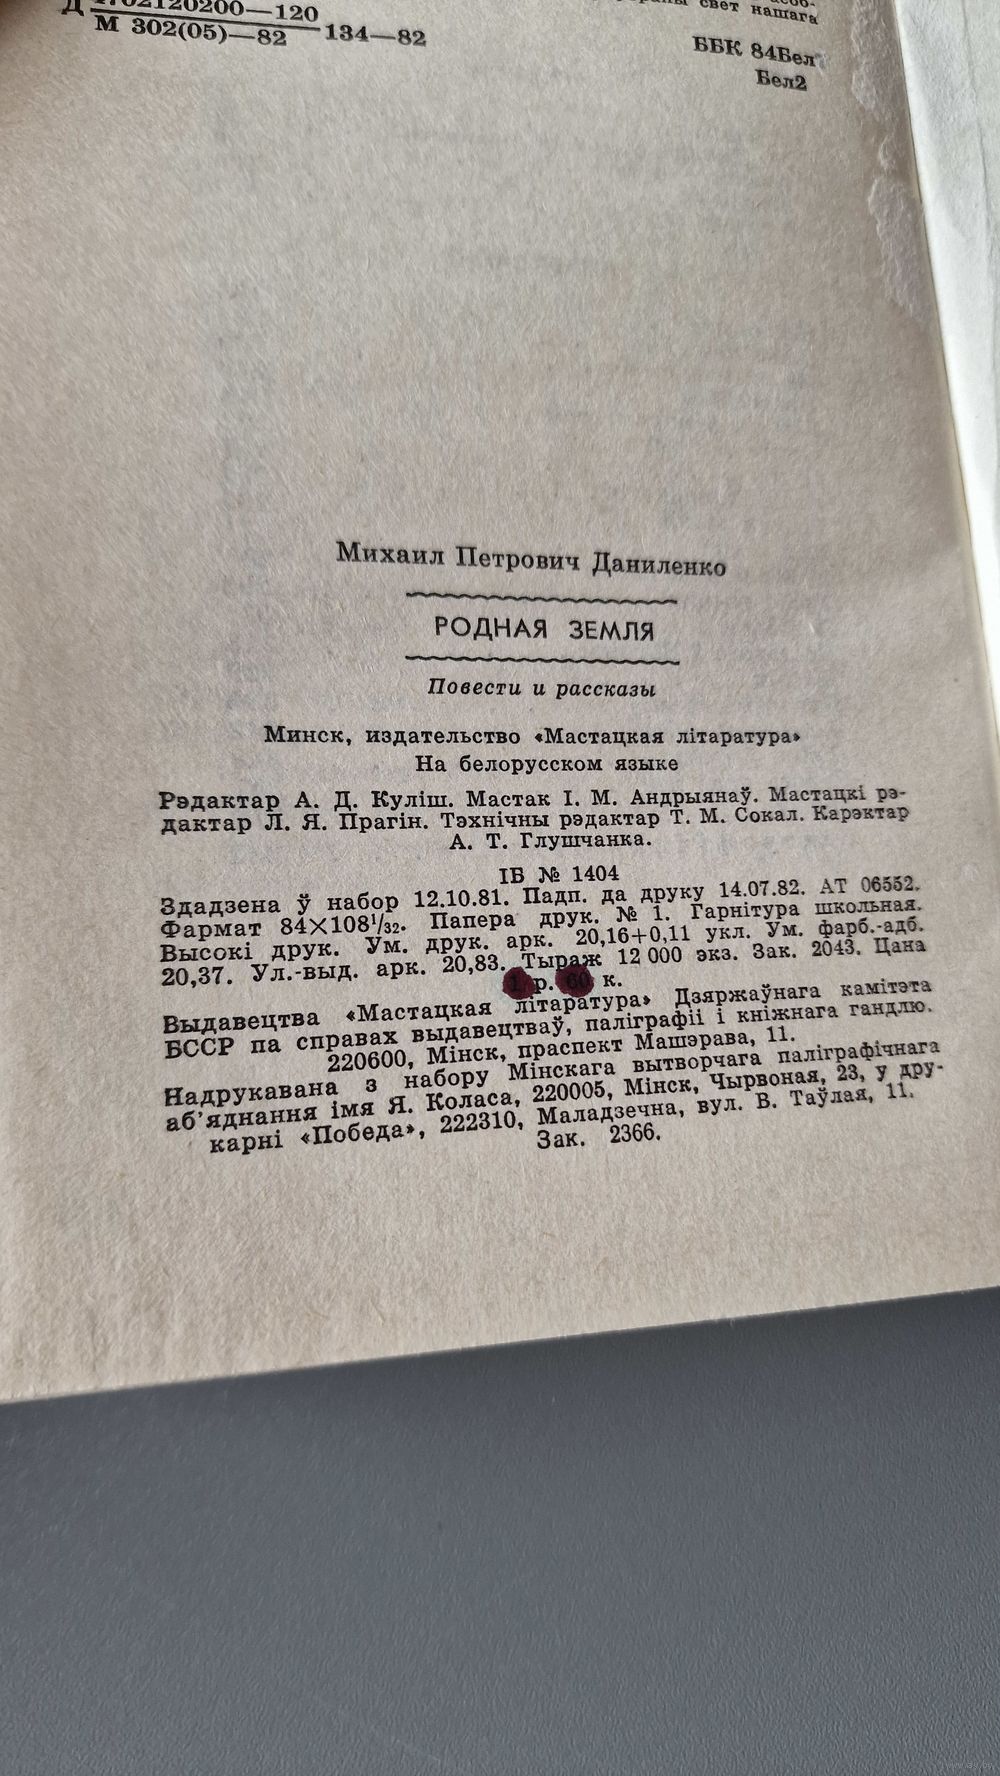 Д 4702120200—120
М 302(05)—82 134—82
свет нашага
ББК 84Бел7
Бел2
Михаил Петрович Даниленко
РОДНАЯ ЗЕМЛЯ
Повести и рассказы
Минск, издательство «Мастацкая літаратура»
На белорусском языке
Рэдактар А. Д. Куліш. Мастак І. М. Андрыянаў. Мастацкі рэ-
дактар Л. Я. Прагін. Тэхнічны рэдактар Т. М. Сокал. Карэктар
А. Т. Глушчанка.
ІБ № 1404
Здадзена ў набор 12.10.81. Падп. да друку 14.07.82. АТ 06552.
Фармат 84×108¹/₃₂. Папера друк. № 1. Гарнітура школьная.
Высокі друк. Ум. друк. арк. 20,16+0,11 укл. Ум. фарб.-адб.
20,37. Ул.-выд. арк. 20,83. Тыраж 12 000 экз. Зак. 2043. Цана
1 р. 60 к.
Выдавецтва «Мастацкая літаратура» Дзяржаўнага камітэта
БССР па справах выдавецтваў, паліграфіі і кніжнага гандлю.
220600, Мінск, праспект Машэрава, 11.
Надрукавана з набору Мінскага вытворчага паліграфічнага
аб’яднання імя Я. Коласа, 220005, Мінск, Чырвоная, 23, у дру-
карні «Победа», 222310, Маладзечна, вул. В. Таўлая, 11.
Зак. 2366.